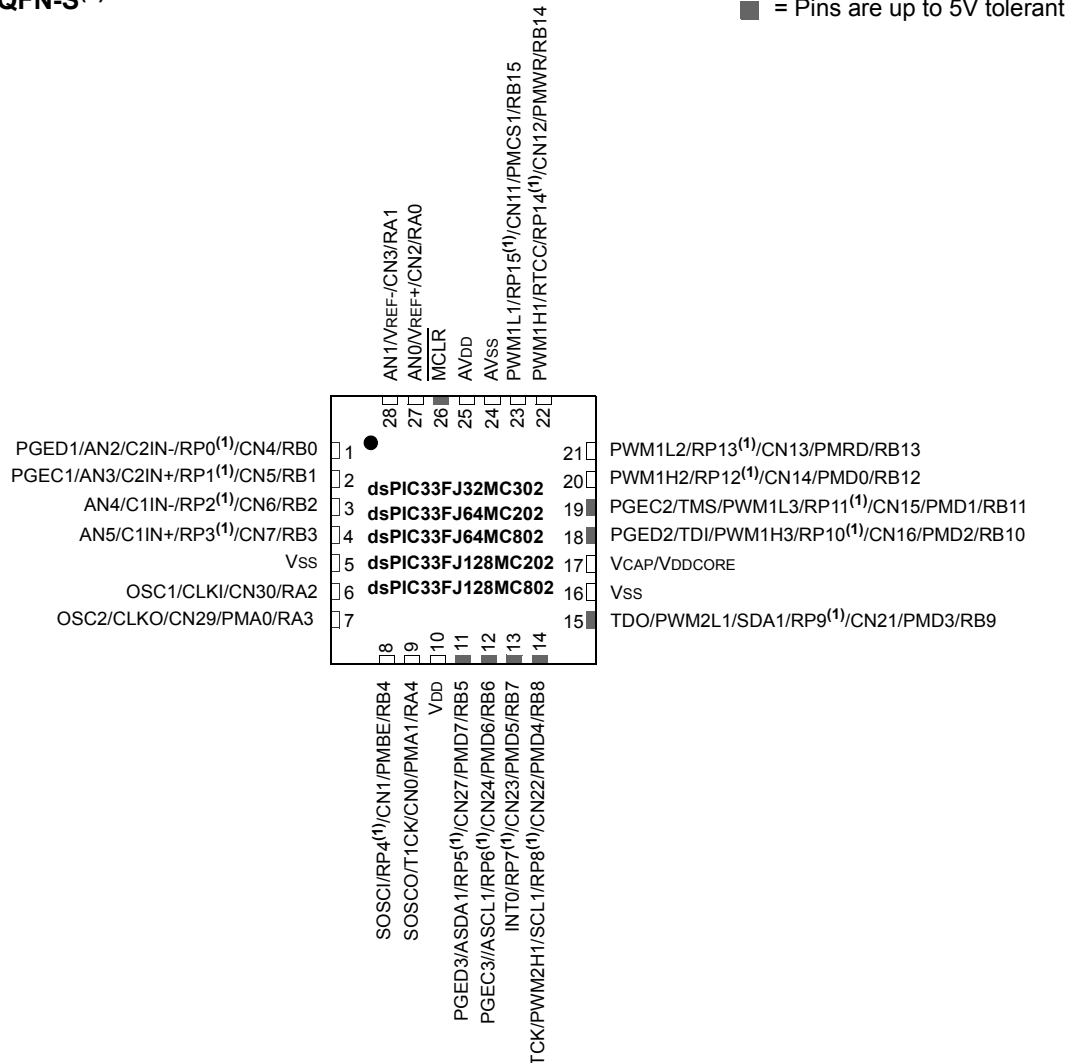 QFN-S
= Pins are up to 5V tolerant
AN1/VREF-/CN3/RA1
AN0/VREF+/CN2/RA0
MCLR
AVDD
AVSS
PWM1L1/RP15(1)/CN11/PMCS1/RB15
PWM1H1/RTCC/RP14(1)/CN12/PMWR/RB14
28
27
26
25
24
23
22
PGED1/AN2/C2IN-/RP0(1)/CN4/RB0 1
PGEC1/AN3/C2IN+/RP1(1)/CN5/RB1 2
AN4/C1IN-/RP2(1)/CN6/RB2 3
AN5/C1IN+/RP3(1)/CN7/RB3 4
VSS 5
OSC1/CLKI/CN30/RA2 6
OSC2/CLKO/CN29/PMA0/RA3 7
dsPIC33FJ32MC302
dsPIC33FJ64MC202
dsPIC33FJ64MC802
dsPIC33FJ128MC202
dsPIC33FJ128MC802
21 PWM1L2/RP13(1)/CN13/PMRD/RB13
20 PWM1H2/RP12(1)/CN14/PMD0/RB12
19 PGEC2/TMS/PWM1L3/RP11(1)/CN15/PMD1/RB11
18 PGED2/TDI/PWM1H3/RP10(1)/CN16/PMD2/RB10
17 VCAP/VDDCORE
16 VSS
15 TDO/PWM2L1/SDA1/RP9(1)/CN21/PMD3/RB9
8
9
10
11
12
13
14
SOSCI/RP4(1)/CN1/PMBE/RB4
SOSCO/T1CK/CN0/PMA1/RA4
VDD
PGED3/ASDA1/RP5(1)/CN27/PMD7/RB5
PGEC3//ASCL1/RP6(1)/CN24/PMD6/RB6
INT0/RP7(1)/CN23/PMD5/RB7
TCK/PWM2H1/SCL1/RP8(1)/CN22/PMD4/RB8